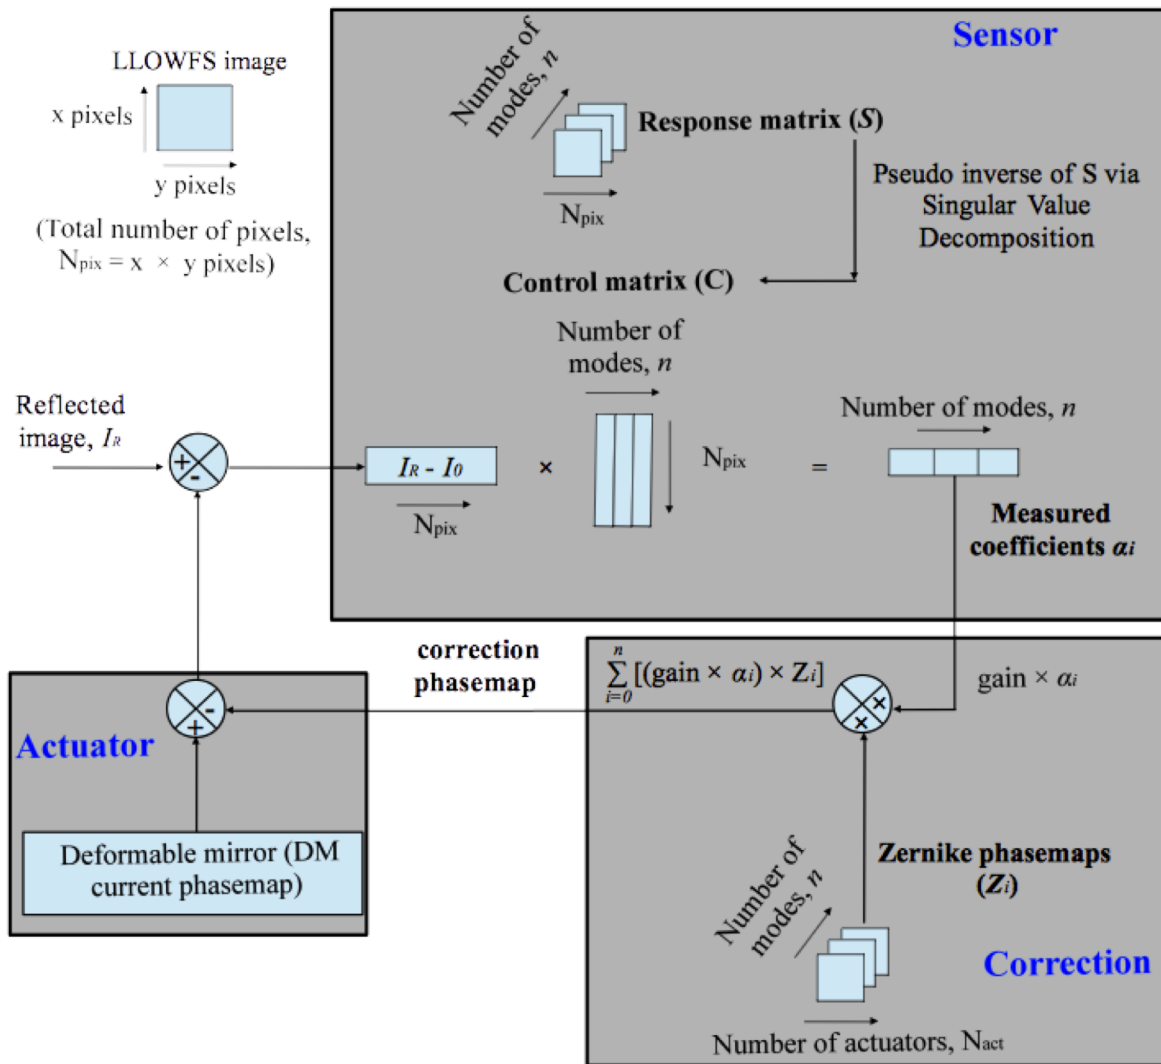 Sensor
LLOWFS image
x pixels
y pixels
(Total number of pixels,
Npix = x × y pixels)
Number of
modes, n
Response matrix (S)
Npix
Pseudo inverse of S via
Singular Value
Decomposition
Control matrix (C)
Number of
modes, n
Reflected
image, IR
+
-
IR - I0
Npix
×
Npix
=
Number of modes, n
Measured
coefficients αi
correction
phasemap
n
∑ [(gain × αi) × Zi]
i=0
gain × αi
×
×
-
+
Actuator
Deformable mirror (DM
current phasemap)
Number of
modes, n
Zernike phasemaps
(Zi)
Correction
Number of actuators, Nact